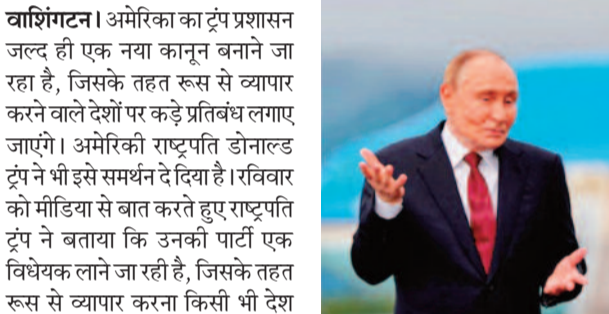 वाशिंगटन। अमेरिका का ट्रंप प्रशासन
जल्द ही एक नया कानून बनाने जा
रहा है, जिसके तहत रूस से व्यापार
करने वाले देशों पर कड़े प्रतिबंध लगाए
जाएंगे। अमेरिकी राष्ट्रपति डोनाल्ड
ट्रंप ने भी इसे समर्थन दे दिया है। रविवार
को मीडिया से बात करते हुए राष्ट्रपति
ट्रंप ने बताया कि उनकी पार्टी एक
विधेयक लाने जा रही है, जिसके तहत
रूस से व्यापार करना किसी भी देश